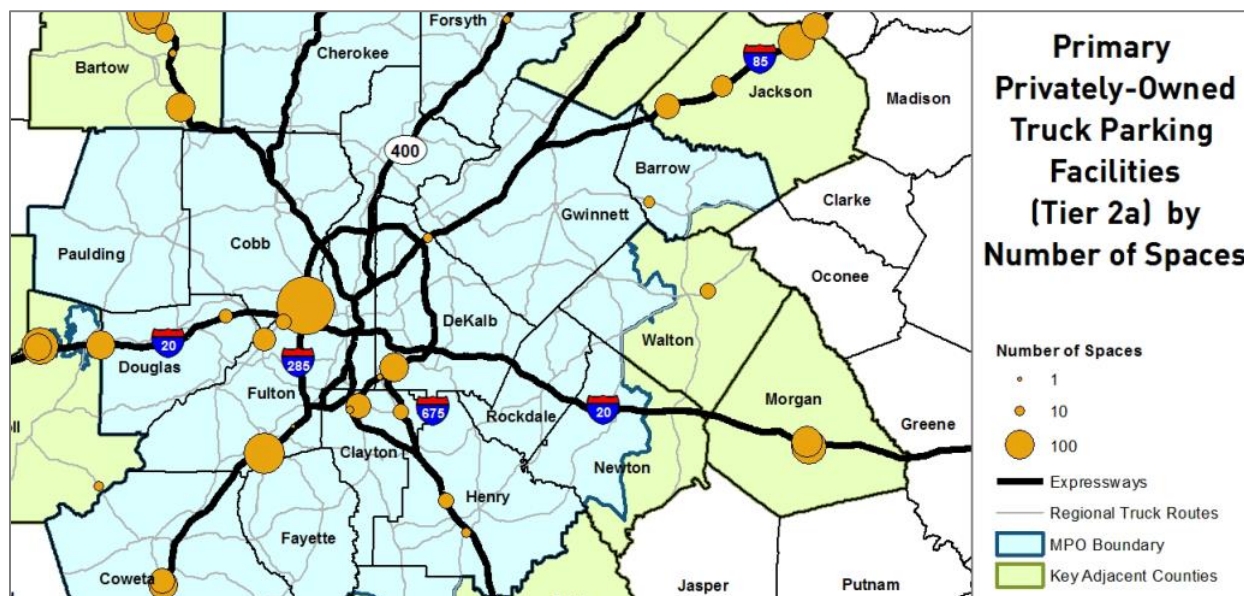 Primary
Privately-Owned
Truck Parking
Facilities
(Tier 2a) by
Number of Spaces
Number of Spaces
1
10
100
Expressways
Regional Truck Routes
MPO Boundary
Key Adjacent Counties
Forsyth
Cherokee
Bartow
85
Jackson
Madison
400
Barrow
Clarke
Gwinnett
Cobb
Paulding
Oconee
DeKalb
Walton
20
Douglas
285
Fulton
Morgan
675
Rockdale
20
Greene
ll
Clayton
Newton
Henry
Fayette
Coweta
Jasper
Putnam